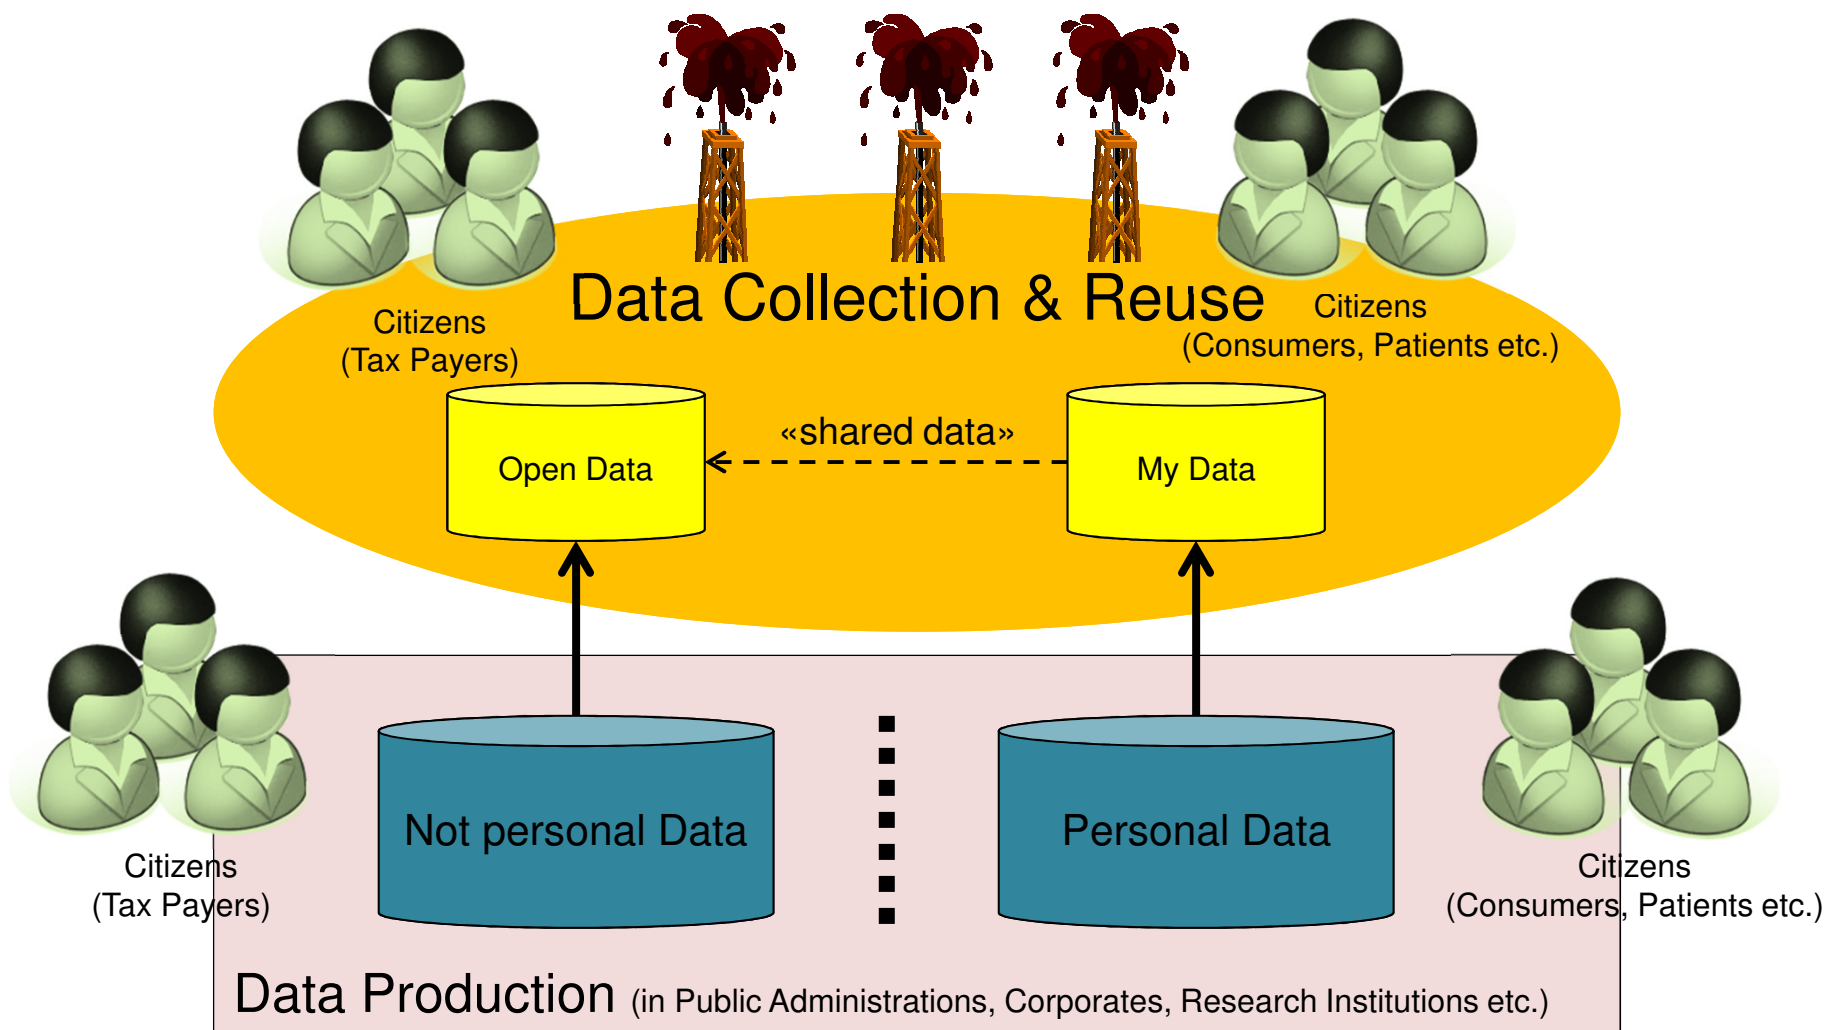 Data Collection & Reuse
Citizens
(Tax Payers)
Citizens
(Consumers, Patients etc.)
«shared data»
Open Data
My Data
Not personal Data
Personal Data
Citizens
(Tax Payers)
Citizens
(Consumers, Patients etc.)
Data Production (in Public Administrations, Corporates, Research Institutions etc.)